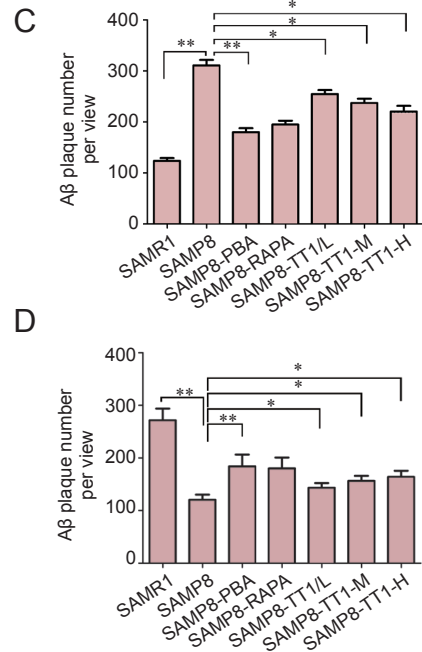 C
Aβ plaque number
per view
400
300
200
100
0
*
*
*
**
**
SAMR1
SAMP8
SAMP8-PBA
SAMP8-RAPA
SAMP8-TT1/L
SAMP8-TT1-M
SAMP8-TT1-H
D
Aβ plaque number
per view
400
300
200
100
0
*
*
**
*
**
SAMR1
SAMP8
SAMP8-PBA
SAMP8-RAPA
SAMP8-TT1/L
SAMP8-TT1-M
SAMP8-TT1-H